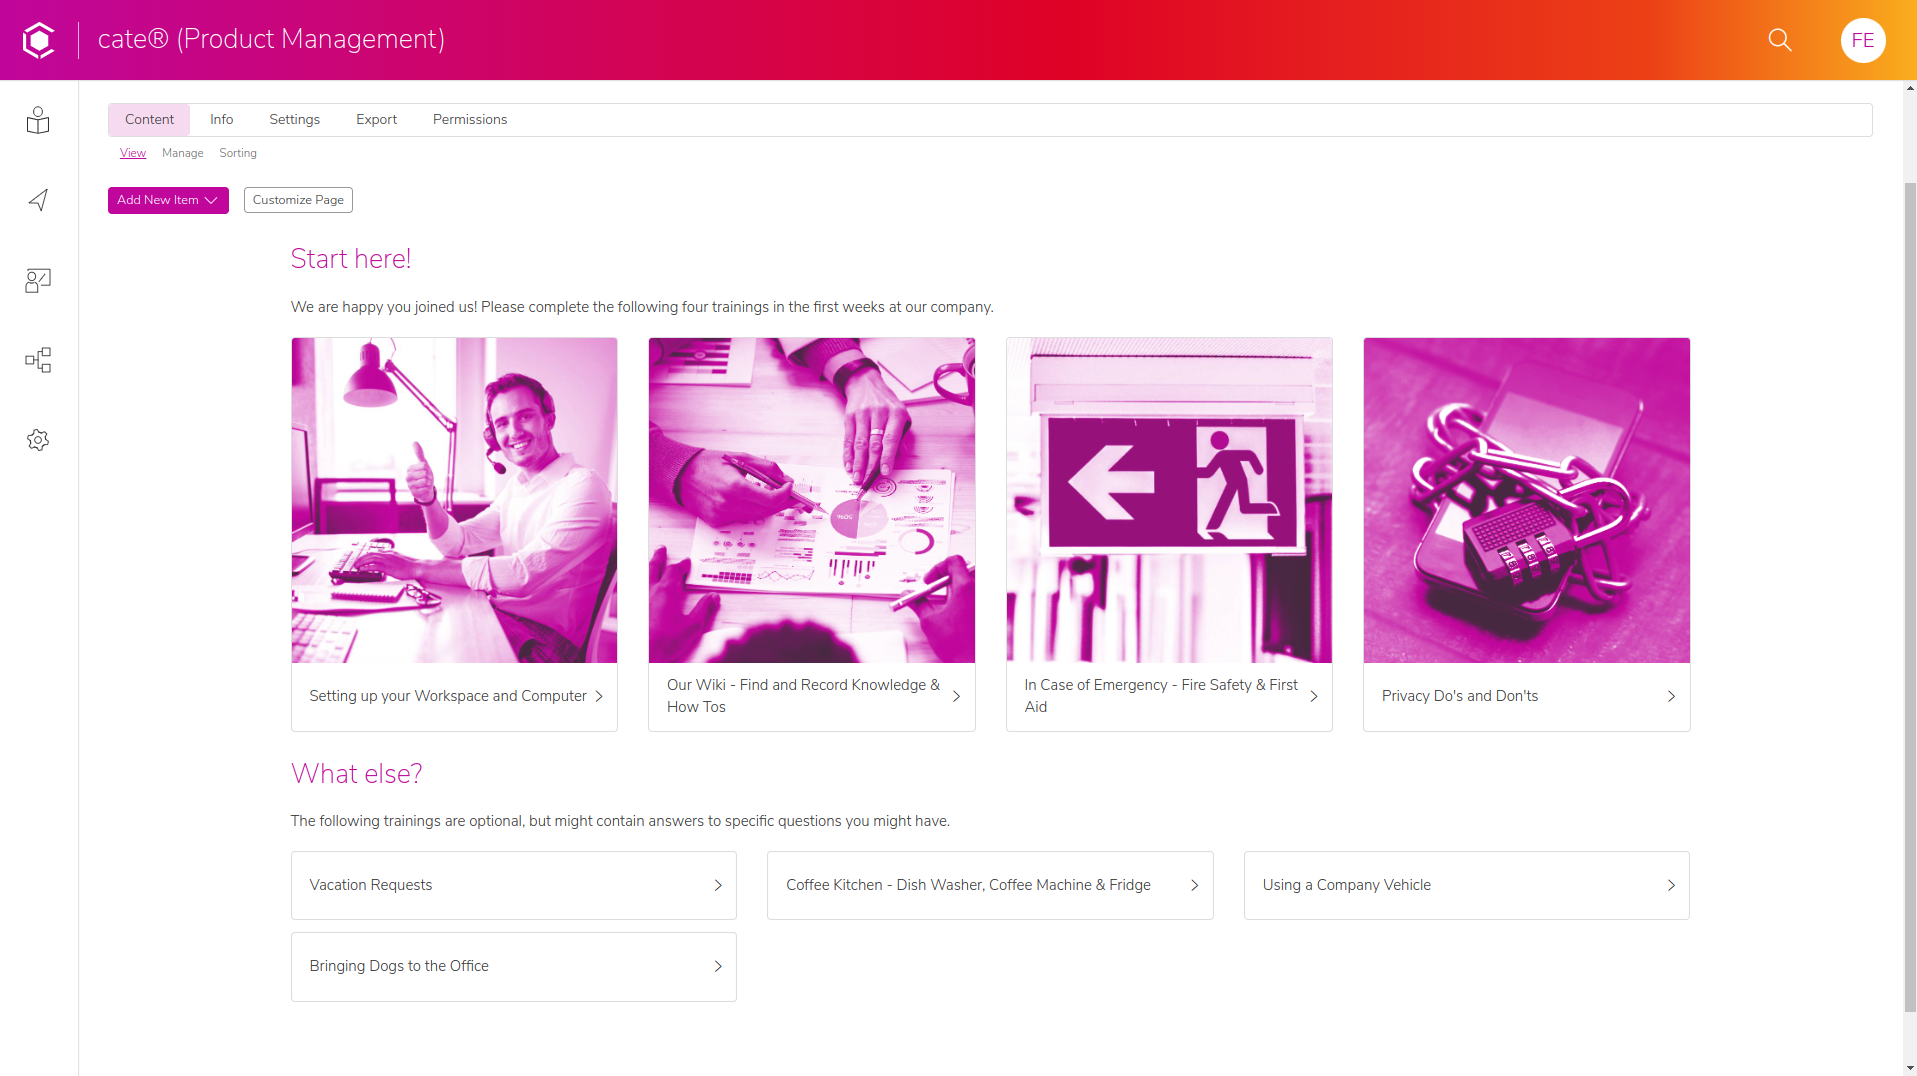 cate® (Product Management)
FE
Content Info Settings Export Permissions
View Manage Sorting
Add New Item
Customize Page
Start here!
We are happy you joined us! Please complete the following four trainings in the first weeks at our company.
Setting up your Workspace and Computer
Our Wiki - Find and Record Knowledge &
How Tos
In Case of Emergency - Fire Safety & First
Aid
Privacy Do's and Don'ts
What else?
The following trainings are optional, but might contain answers to specific questions you might have.
Vacation Requests
Coffee Kitchen - Dish Washer, Coffee Machine & Fridge
Using a Company Vehicle
Bringing Dogs to the Office